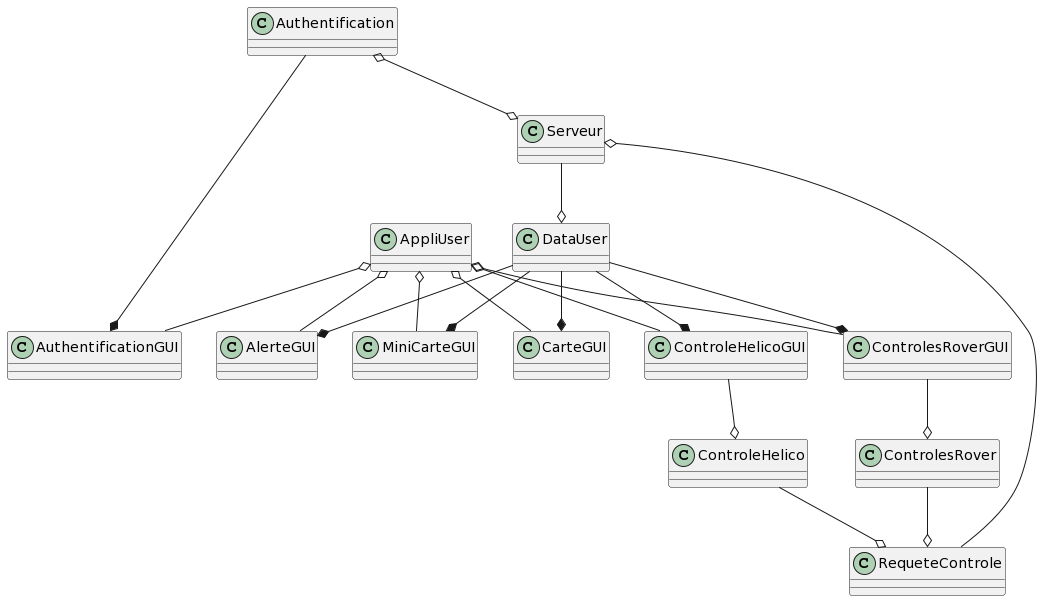 C Authentification
C Serveur
C AppliUser
C DataUser
C AuthentificationGUI
C AlerteGUI
C MiniCarteGUI
C CarteGUI
C ControleHelicoGUI
C ControlesRoverGUI
C ControleHelico
C ControlesRover
C RequeteControle